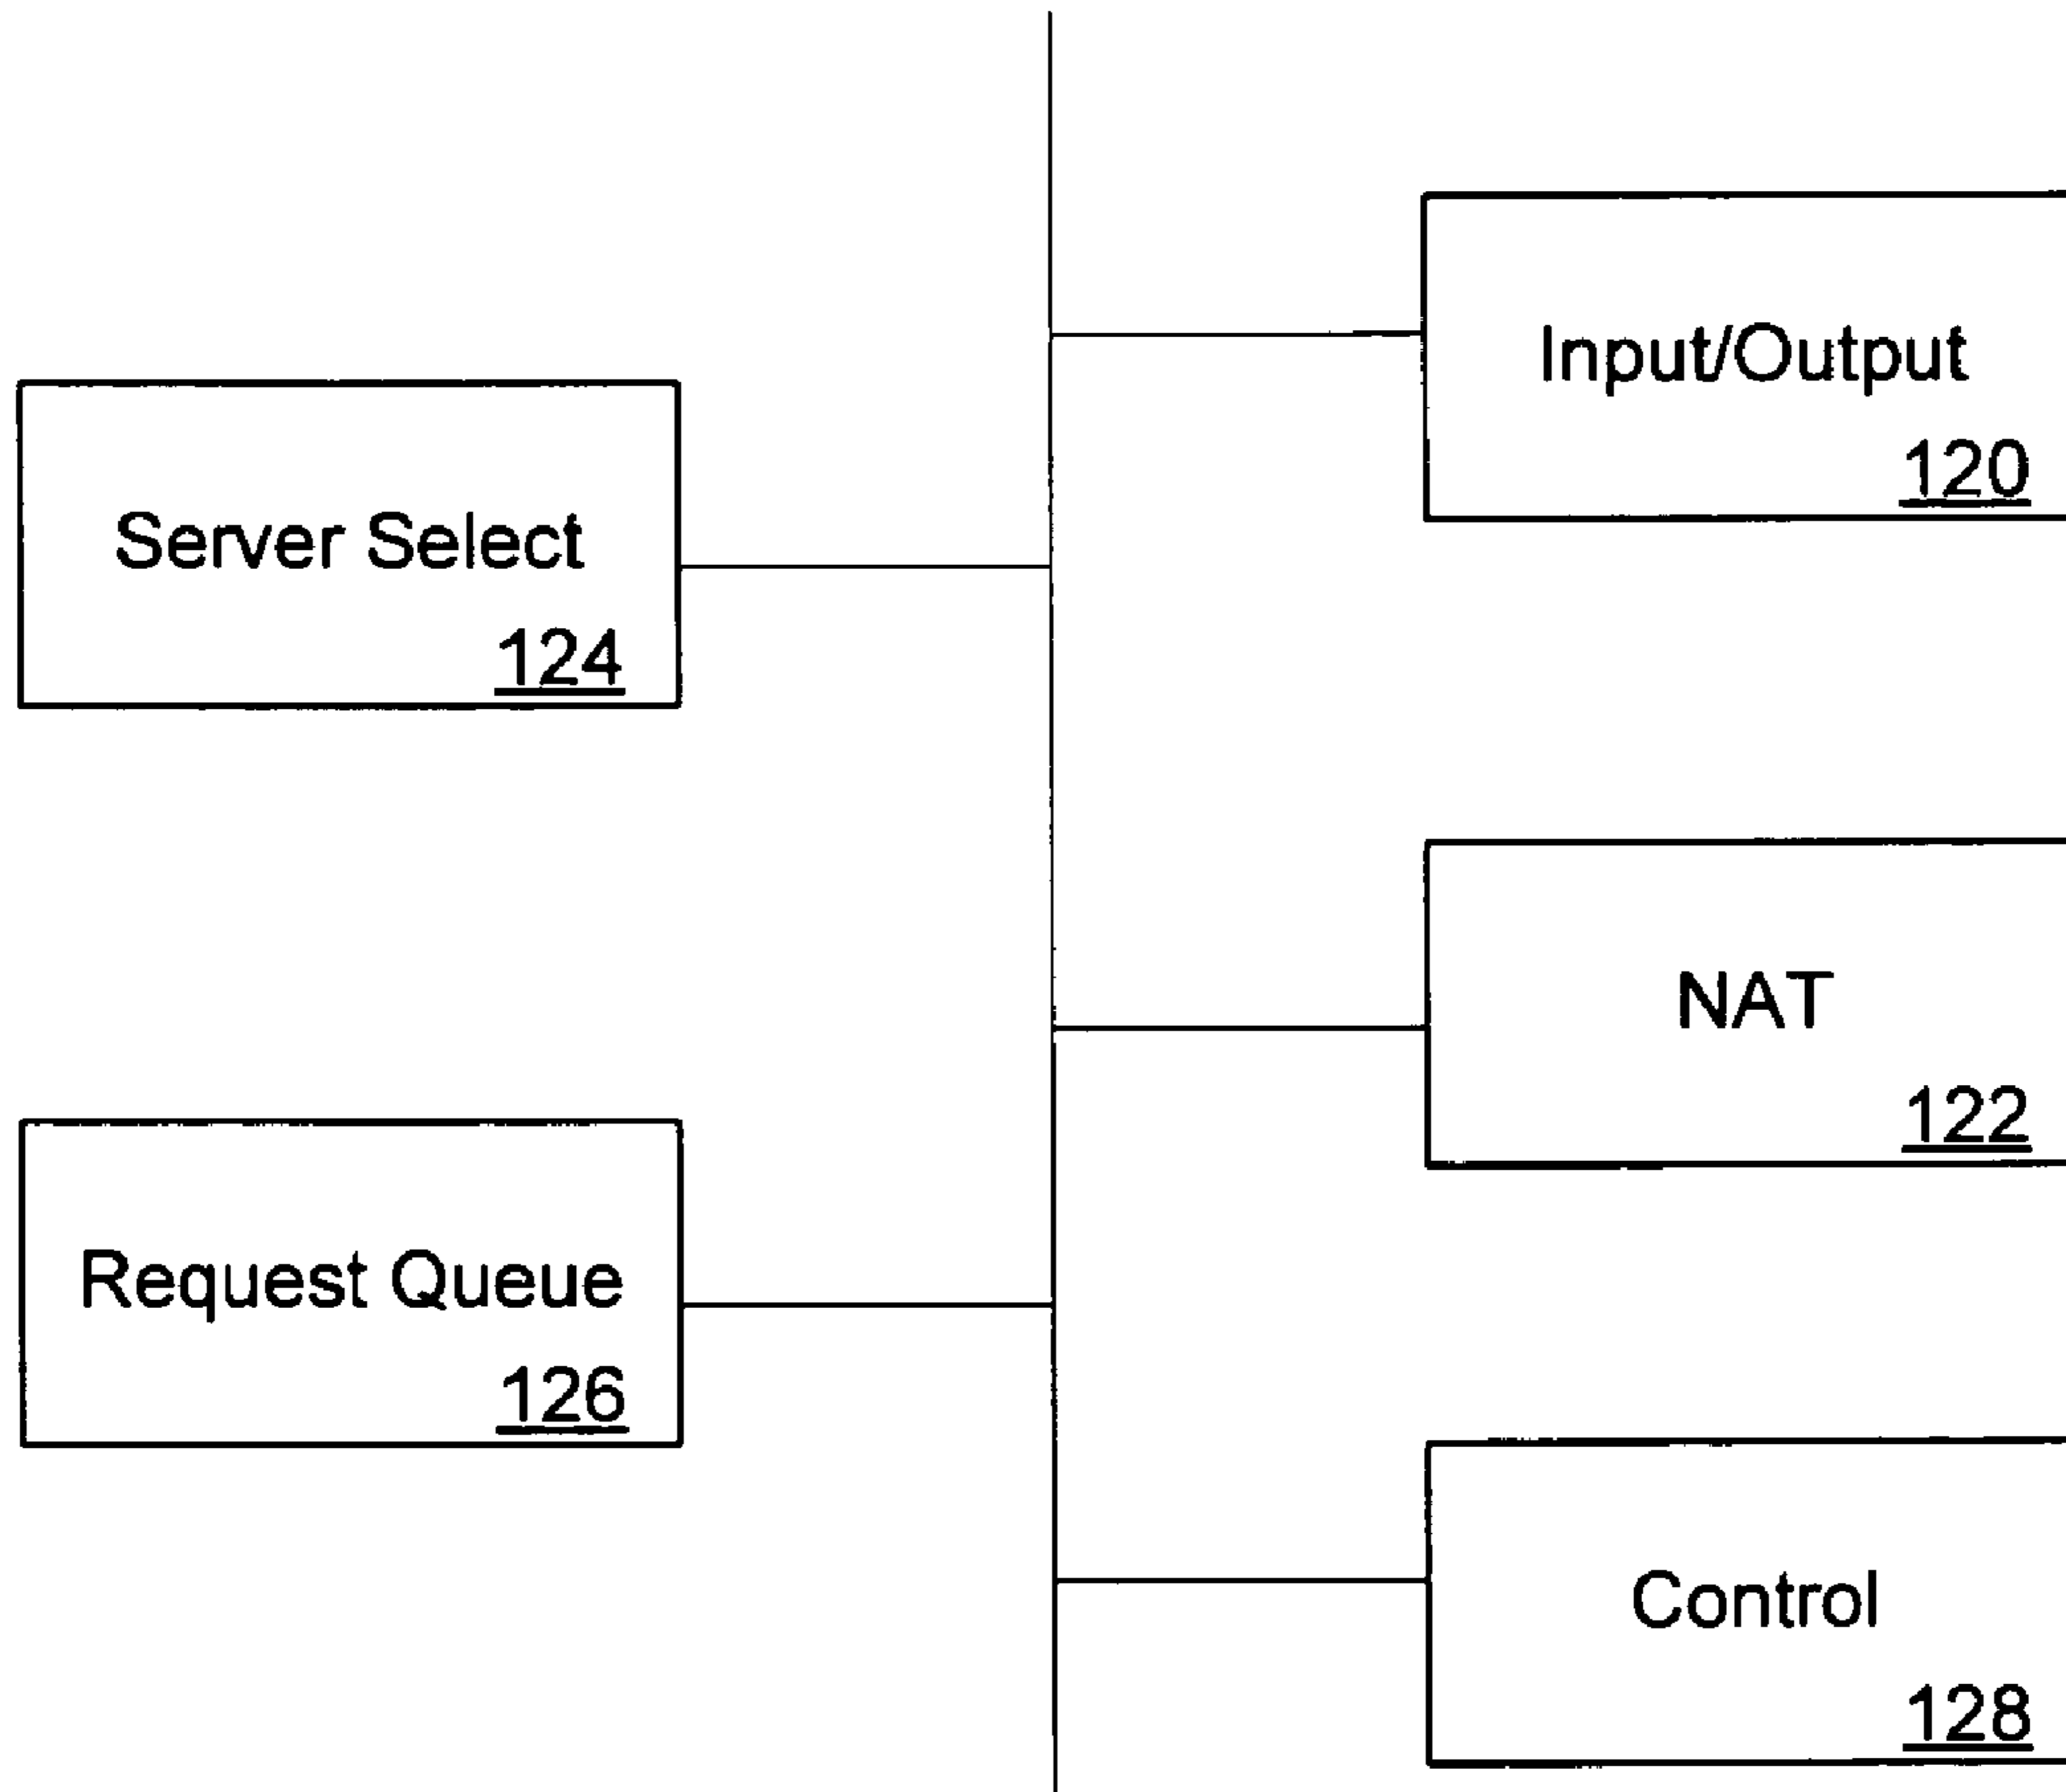 Input/Output
120
Server Select
124
NAT
122
Request Queue
126
Control
128